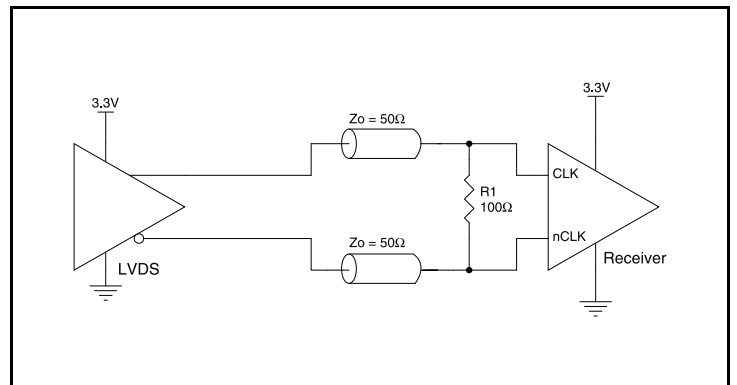 3.3V
3.3V
Zo = 50Ω
CLK
R1
100Ω
nCLK
Zo = 50Ω
LVDS
Receiver